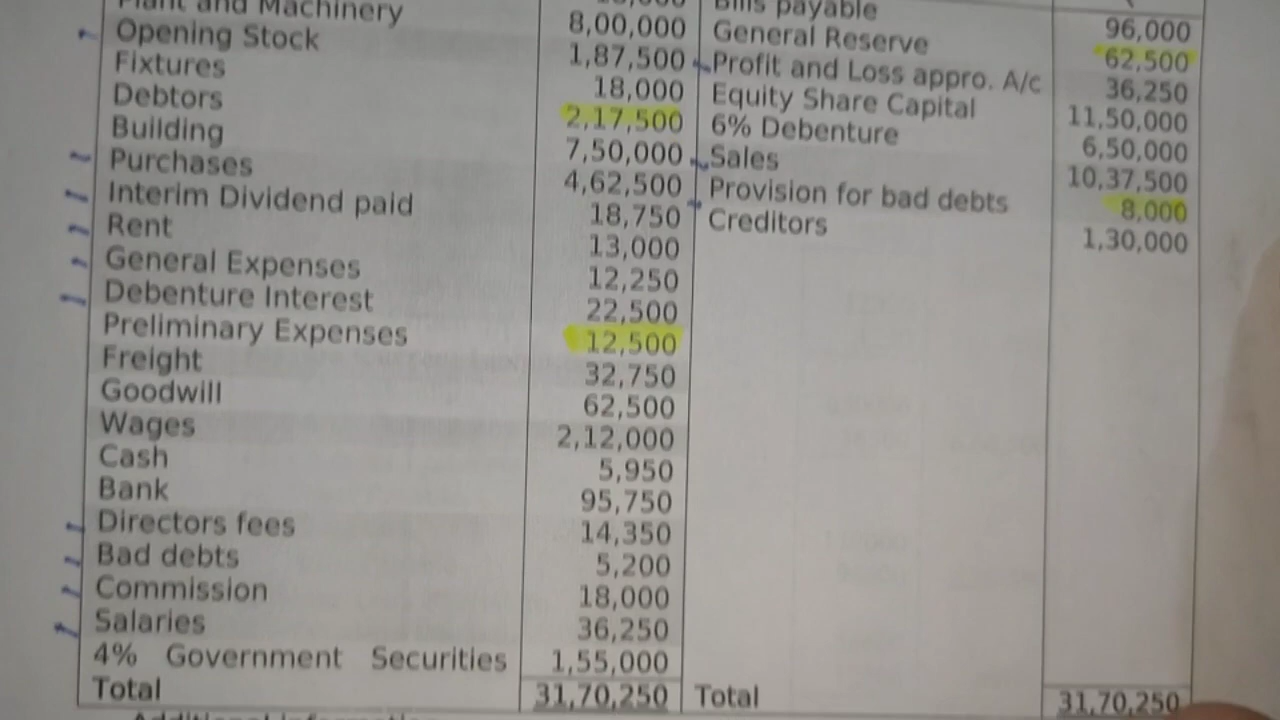 Bills payable 96,000
Plant and Machinery 8,00,000 General Reserve 62,500
Opening Stock 1,87,500 Profit and Loss appro. A/c 36,250
Fixtures 18,000 Equity Share Capital 11,50,000
Debtors 2,17,500 6% Debenture 6,50,000
Building 7,50,000 Sales 10,37,500
Purchases 4,62,500 Provision for bad debts 8,000
Interim Dividend paid 18,750 Creditors 1,30,000
Rent 13,000
General Expenses 12,250
Debenture Interest 22,500
Preliminary Expenses 12,500
Freight 32,750
Goodwill 62,500
Wages 2,12,000
Cash 5,950
Bank 95,750
Directors fees 14,350
Bad debts 5,200
Commission 18,000
Salaries 36,250
4% Government Securities 1,55,000
Total 31,70,250 Total 31,70,250